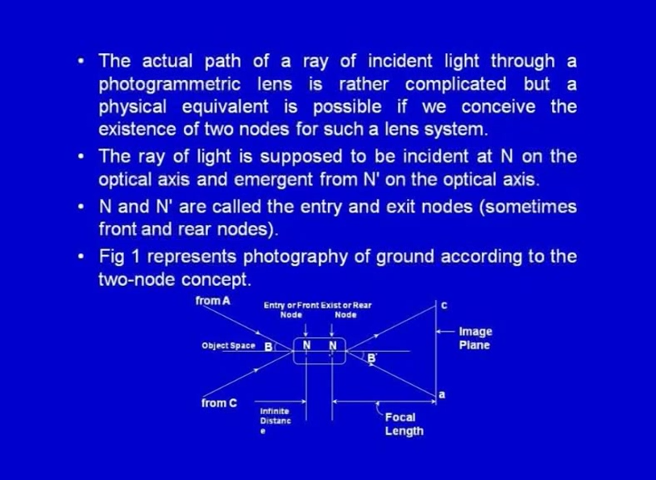 • The actual path of a ray of incident light through a
photogrammetric lens is rather complicated but a
physical equivalent is possible if we conceive the
existence of two nodes for such a lens system.
• The ray of light is supposed to be incident at N on the
optical axis and emergent from N' on the optical axis.
• N and N' are called the entry and exit nodes (sometimes
front and rear nodes).
• Fig 1 represents photography of ground according to the
two-node concept.
from A
Entry or Front Exist or Rear
Node Node
c
Image
Plane
Object Space B N N
B'
a
from C
Infinite
Distanc
e
Focal
Length